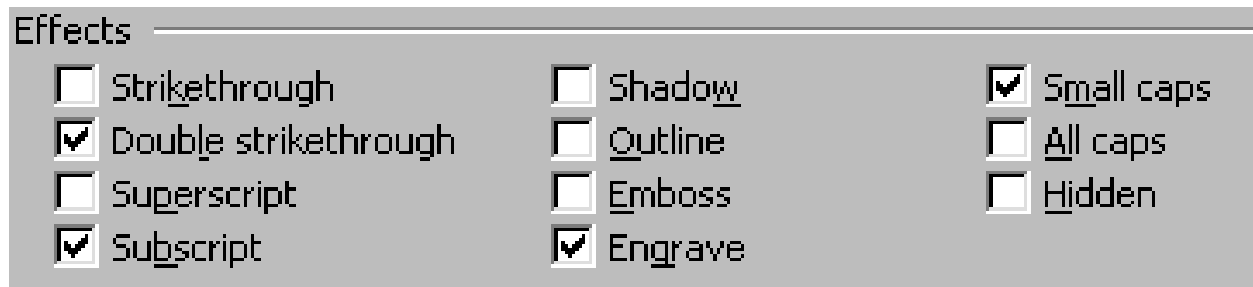 Effects
Strikethrough
Double strikethrough
Superscript
Subscript
Shadow
Outline
Emboss
Engrave
Small caps
All caps
Hidden